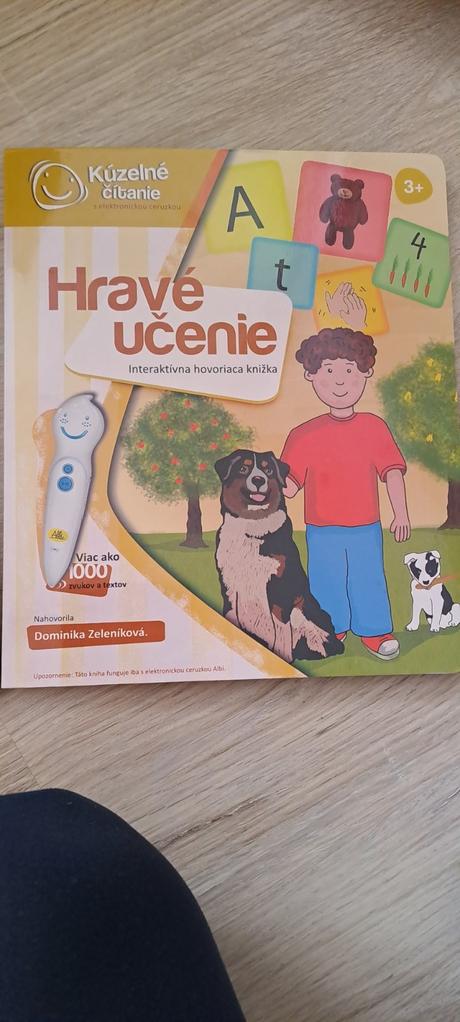 Kúzelné
čítanie
s elektronickou ceruzkou
3+
A
4
t
Hravé
učenie
Interaktívna hovoriaca knižka
Albi
Viac ako
1000
zvukov a textov
Nahovorila
Dominika Zeleníková.
Upozornenie: Táto kniha funguje iba s elektronickou ceruzkou Albi.